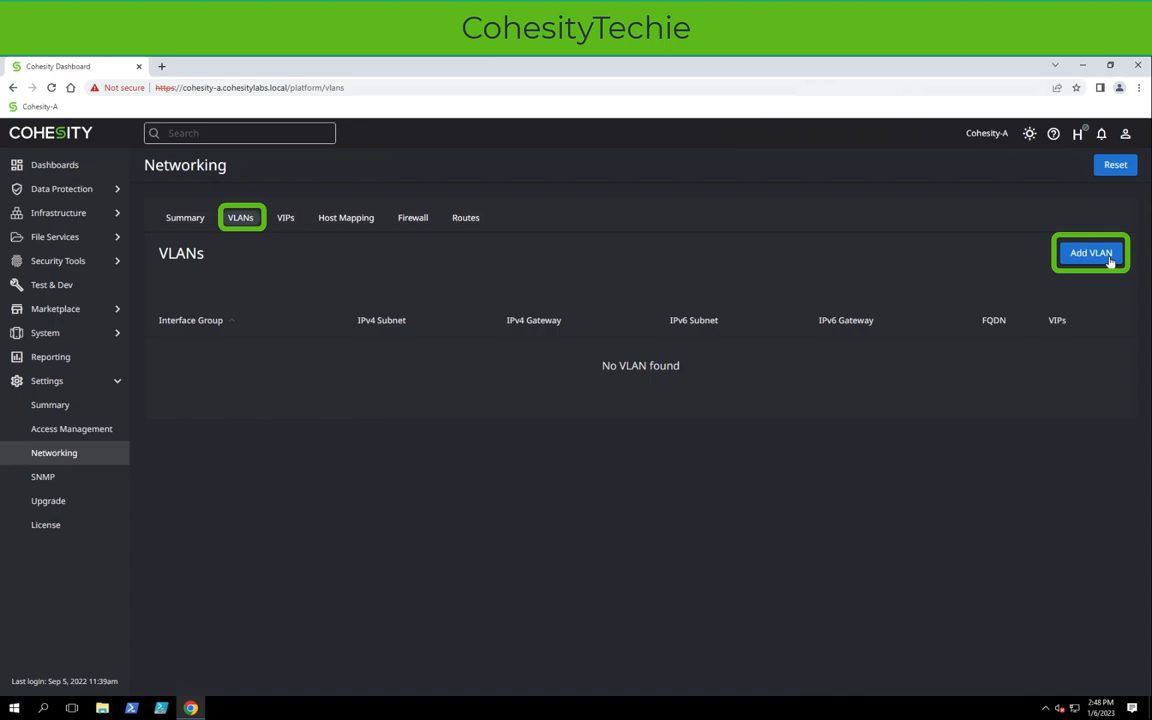 CohesityTechie
Cohesity Dashboard
Not secure https://cohesity-a.cohesitylabs.local/platform/vlans
Cohesity-A
COHESITY
Search
Cohesity-A
H
Dashboards
Data Protection
Infrastructure
File Services
Security Tools
Test & Dev
Marketplace
System
Reporting
Settings
Summary
Access Management
Networking
SNMP
Upgrade
License
Last login: Sep 5, 2022 11:39am
Networking
Reset
Summary VLANs VIPs Host Mapping Firewall Routes
VLANs
Add VLAN
Interface Group IPv4 Subnet IPv4 Gateway IPv6 Subnet IPv6 Gateway FQDN VIPs
No VLAN found
2:48 PM
1/6/2023